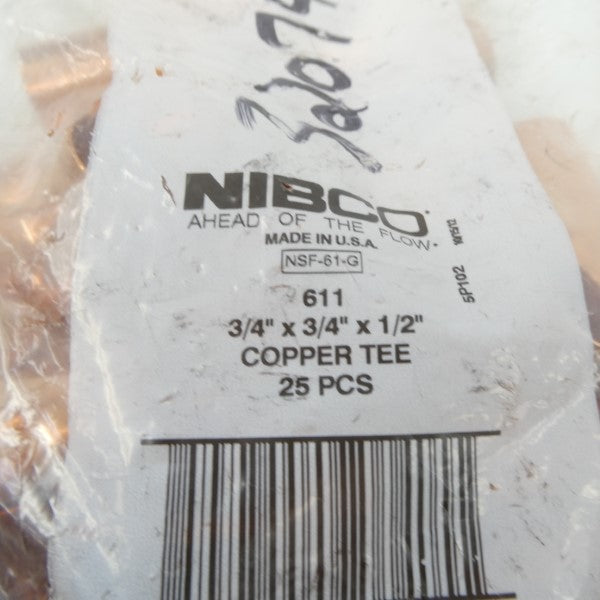 NIBCO
AHEAD OF THE FLOW
MADE IN U.S.A.
NSF-61-G
611
3/4" x 3/4" x 1/2"
COPPER TEE
25 PCS
5P102